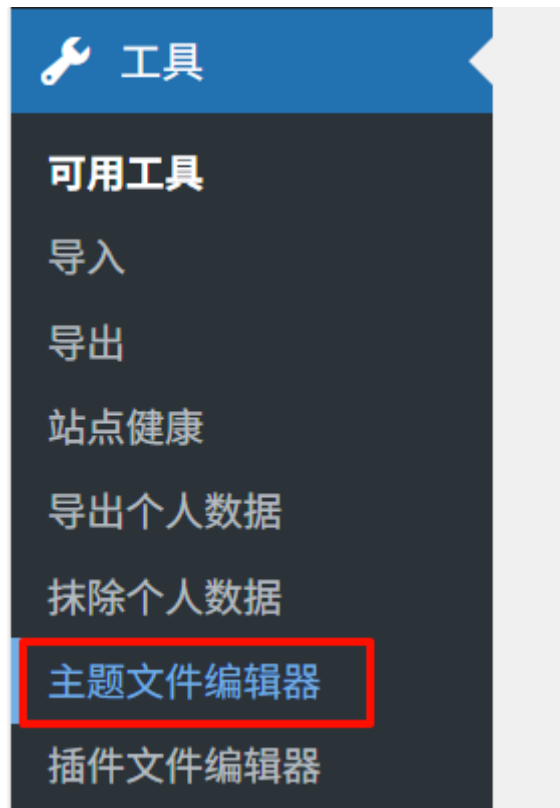 工具
可用工具
导入
导出
站点健康
导出个人数据
抹除个人数据
主题文件编辑器
插件文件编辑器